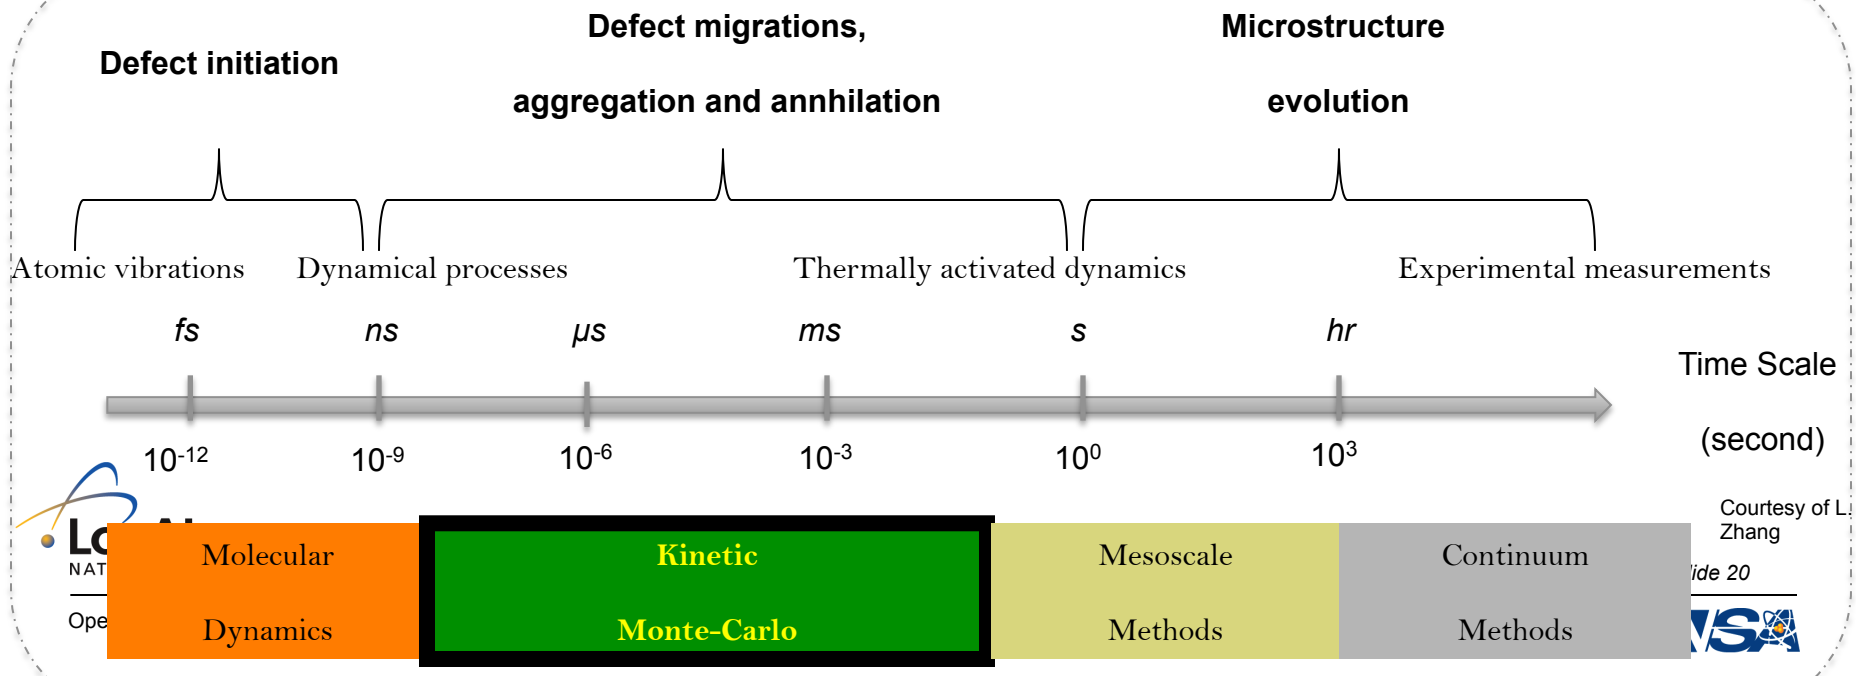 Defect initiation
Defect migrations,
aggregation and annhilation
Microstructure
evolution
Atomic vibrations
Dynamical processes
Thermally activated dynamics
Experimental measurements
fs
ns
µs
ms
s
hr
Time Scale
(second)
10-12
10-9
10-6
10-3
100
103
Courtesy of L.
Zhang
Molecular
Dynamics
Kinetic
Monte-Carlo
Mesoscale
Methods
Continuum
Methods
20